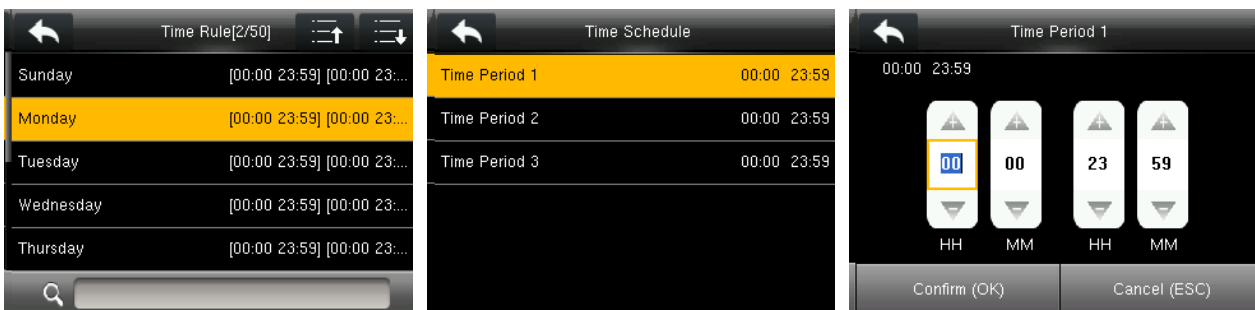 Time Rule[2/50]
Sunday [00:00 23:59] [00:00 23:...
Monday [00:00 23:59] [00:00 23:...
Tuesday [00:00 23:59] [00:00 23:...
Wednesday [00:00 23:59] [00:00 23:...
Thursday [00:00 23:59] [00:00 23:...
Time Schedule
Time Period 1 00:00 23:59
Time Period 2 00:00 23:59
Time Period 3 00:00 23:59
Time Period 1
00:00 23:59
00 00 23 59
HH MM HH MM
Confirm (OK) Cancel (ESC)